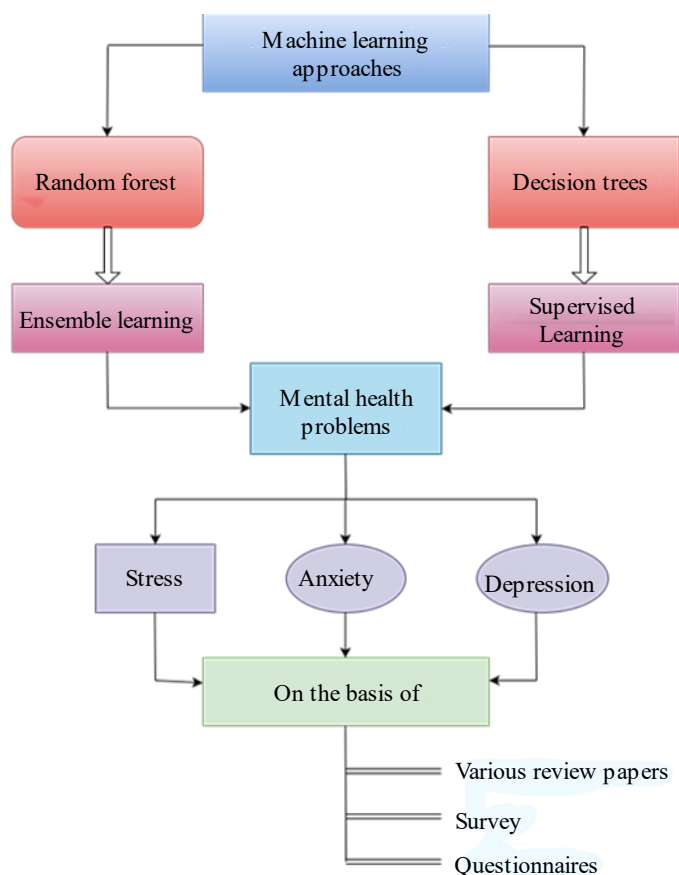 Machine learning
approaches
Random forest
Decision trees
Ensemble learning
Supervised
Learning
Mental health
problems
Stress
Anxiety
Depression
On the basis of
Various review papers
Survey
Questionnaires